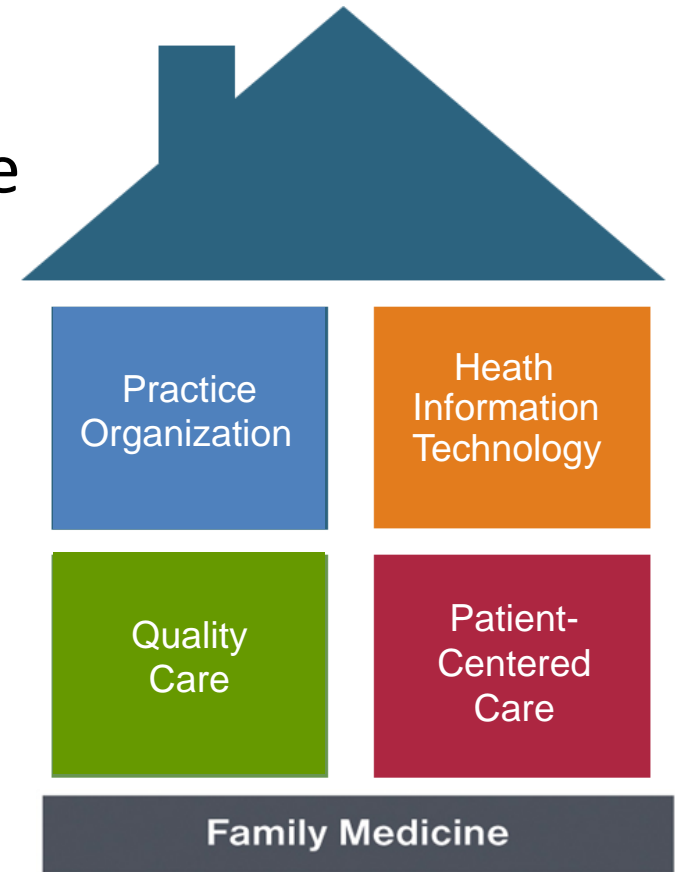 e
Practice
Organization
Heath
Information
Technology
Quality
Care
Patient-
Centered
Care
Family Medicine